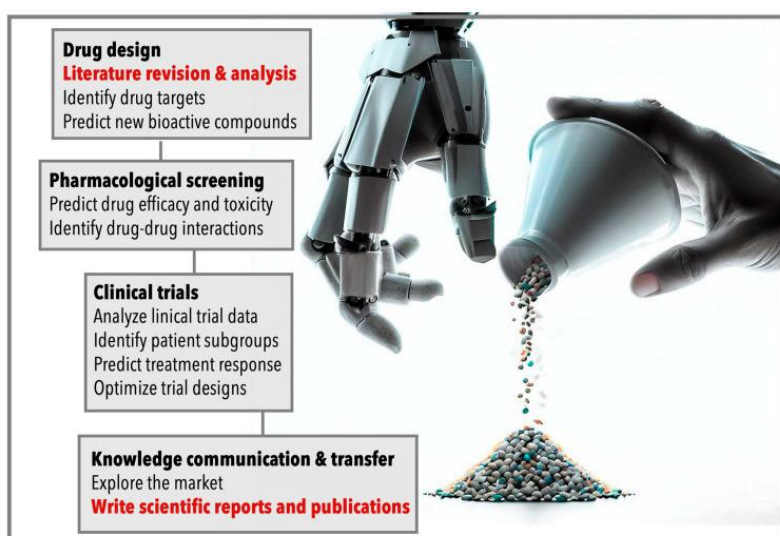 Drug design
Literature revision & analysis
Identify drug targets
Predict new bioactive compounds
Pharmacological screening
Predict drug efficacy and toxicity
Identify drug-drug interactions
Clinical trials
Analyze linical trial data
Identify patient subgroups
Predict treatment response
Optimize trial designs
Knowledge communication & transfer
Explore the market
Write scientific reports and publications